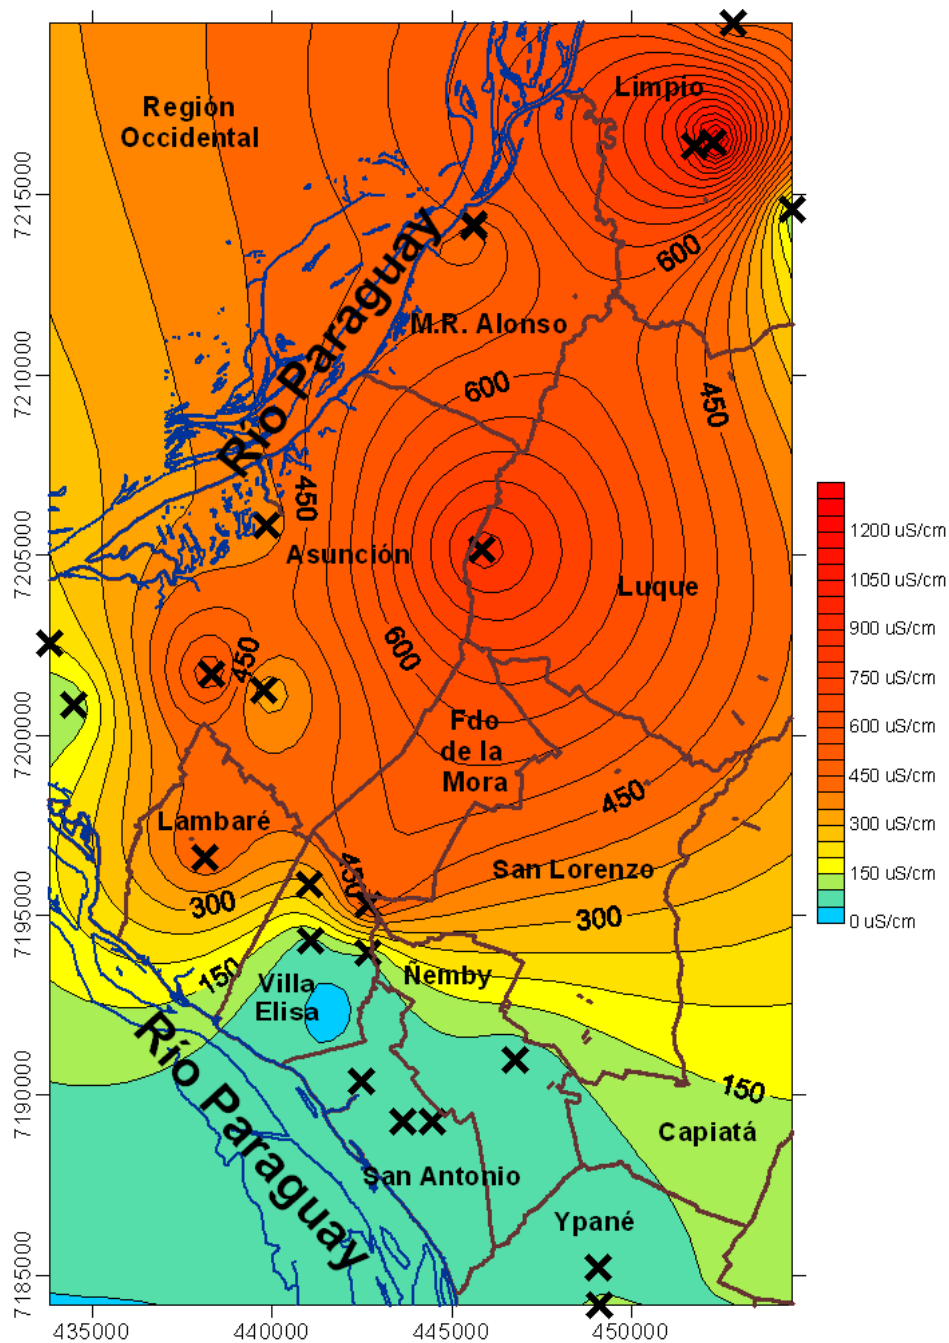 Limpio
Región
Occidental
7215000
600
Río Paraguay
M.R. Alonso
7210000
600
450
450
1200 uS/cm
7205000
Asunción
1050 uS/cm
Luque
900 uS/cm
600
450
750 uS/cm
7200000
Fdo
de la
Mora
600 uS/cm
450 uS/cm
450
Lambaré
300 uS/cm
450
San Lorenzo
150 uS/cm
300
300
7195000
0 uS/cm
150
Villa
Elisa
Ñemby
Río Paraguay
7190000
150
Capiatá
San Antonio
Ypané
7185000
435000
440000
445000
450000